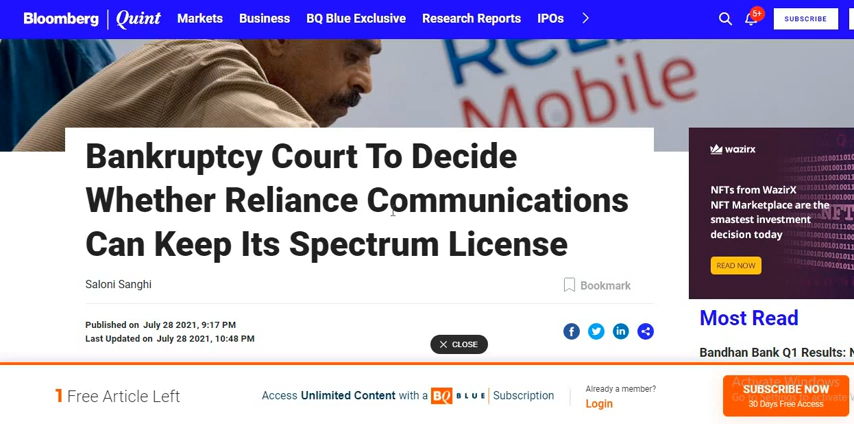 Bloomberg | Quint Markets Business BQ Blue Exclusive Research Reports IPOs 5+ SUBSCRIBE
Mobile
Bankruptcy Court To Decide
Whether Reliance Communications
Can Keep Its Spectrum License
Saloni Sanghi
Bookmark
Published on July 28 2021, 9:17 PM
Last Updated on July 28 2021, 10:48 PM
CLOSE
wazirx
NFTs from WazirX
NFT Marketplace are the
smastest investment
decision today
READ NOW
Most Read
Bandhan Bank Q1 Results:
1 Free Article Left
Access Unlimited Content with a BQ BLUE Subscription
Already a member?
Login
SUBSCRIBE NOW
30 Days Free Access
Activate Windows